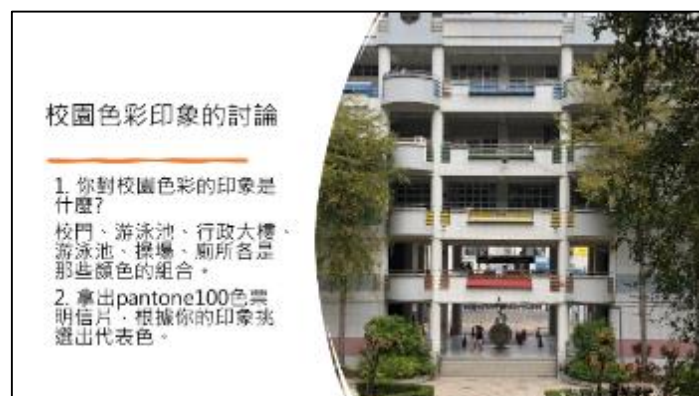 校園色彩印象的討論
1. 你對校園色彩的印象是
什麼?
校門、游泳池、行政大樓、
游泳池、操場、廁所各是
那些顏色的組合。
2. 拿出pantone100色票
明信片，根據你的印象挑
選出代表色。